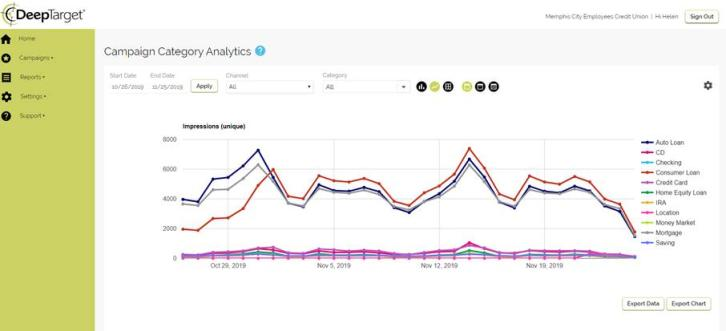 DeepTarget
Memphis City Employees Credit Union | Hi Helen
Sign Out
Home
Campaigns
Reports
Settings
Support
Campaign Category Analytics ?
Start Date End Date Channel Category
10/26/2019 11/25/2019 Apply All All
Impressions (unique)
8000
6000
4000
2000
0
Oct 29, 2019 Nov 5, 2019 Nov 12, 2019 Nov 19, 2019
Auto Loan
CD
Checking
Consumer Loan
Credit Card
Home Equity Loan
IRA
Location
Money Market
Mortgage
Saving
Export Data Export Chart